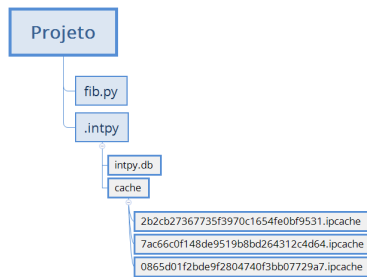 Projeto
fib.py
.intpy
intpy.db
cache
2b2cb27367735f3970c1654fe0bf9531.ipcache
7ac66c0f148de9519b8bd264312c4d64.ipcache
0865d01f2bde9f2804740f3bb07729a7.ipcache